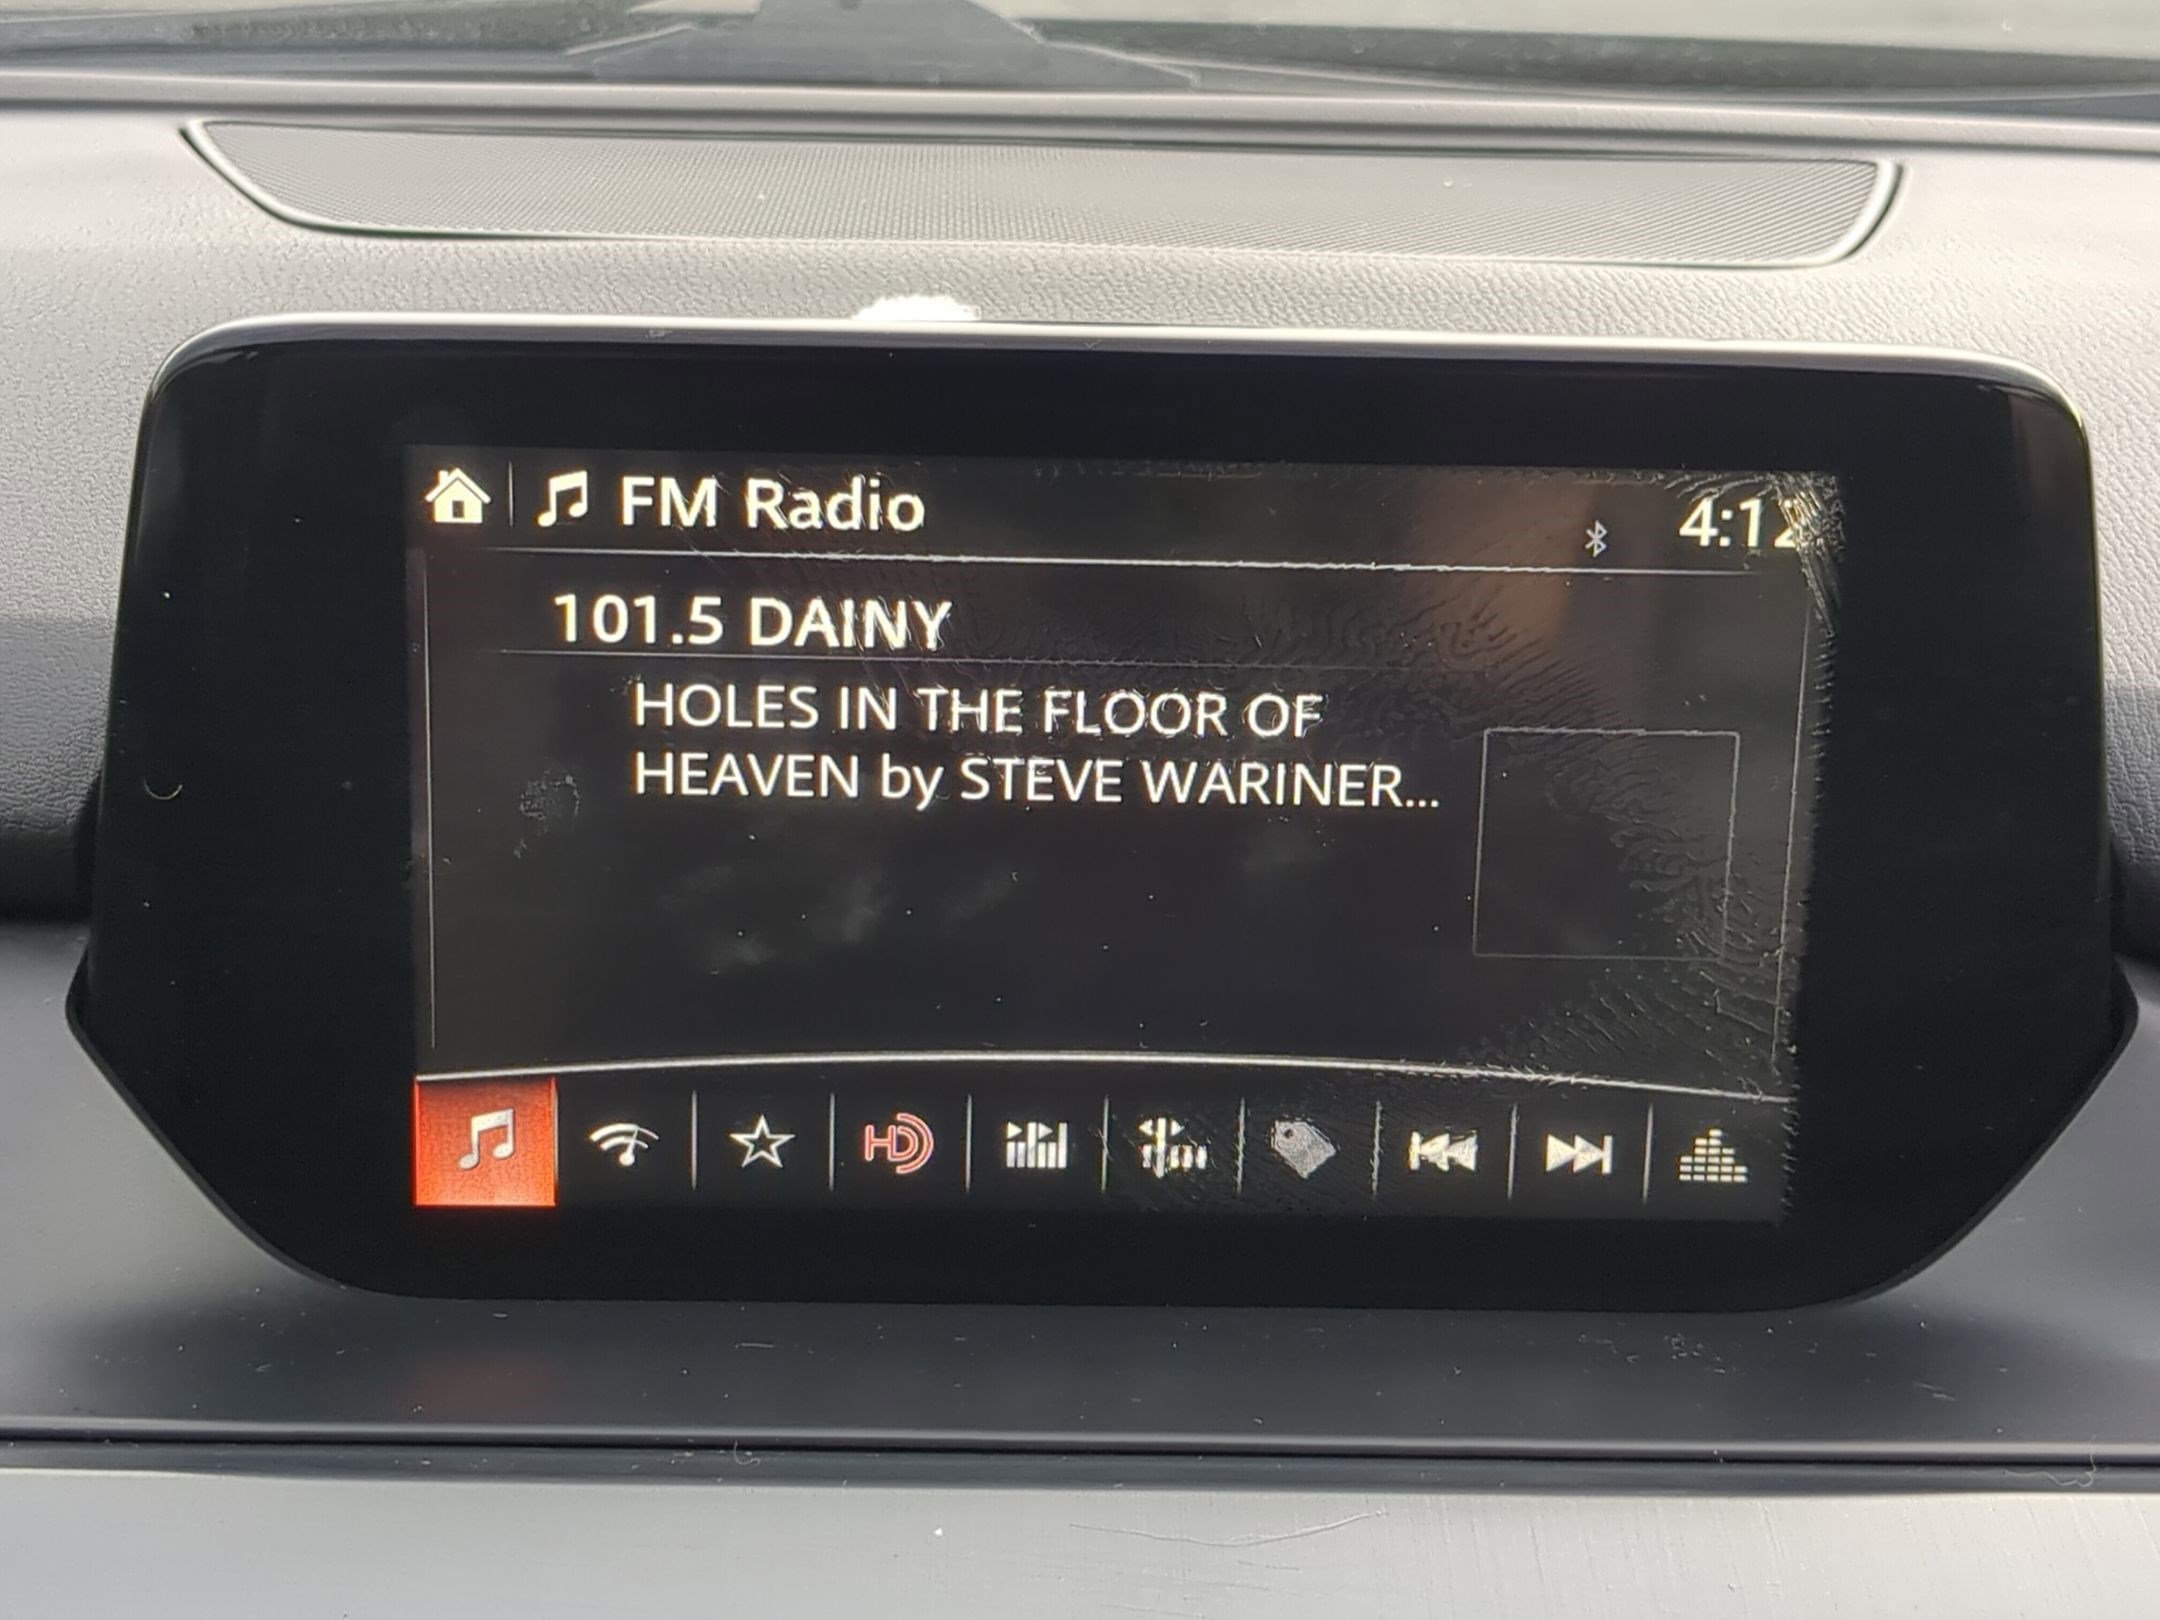 FM Radio
4:12
101.5 DAINY
HOLES IN THE FLOOR OF
HEAVEN by STEVE WARINER...
HD